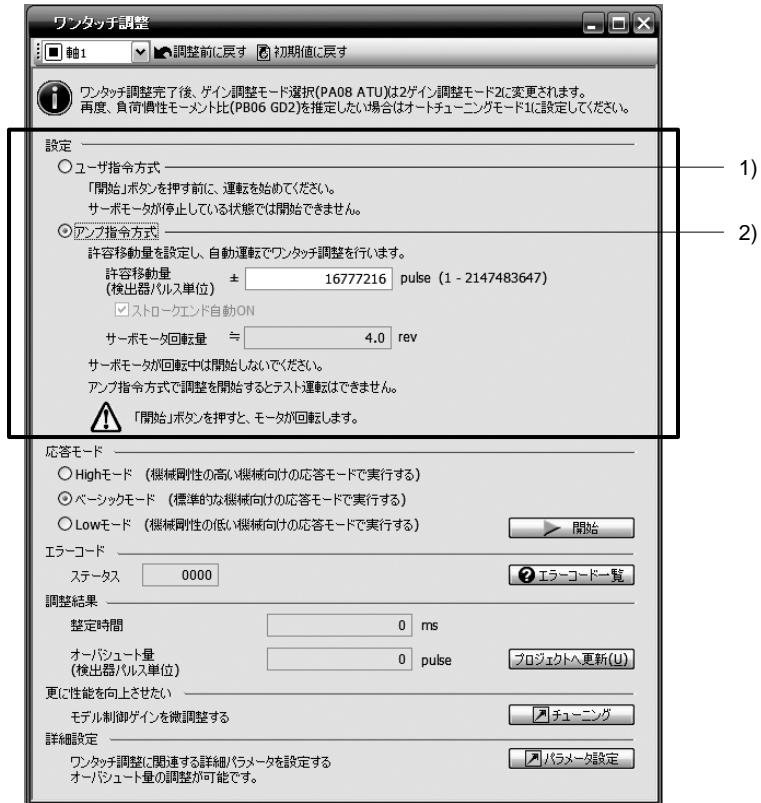 ワンタッチ調整
軸1 調整前に戻す 初期値に戻す
ワンタッチ調整完了後、ゲイン調整モード選択(PA08 ATU)は2ゲイン調整モード2に変更されます。
再度、負荷慣性モーメント比(PB06 GD2)を推定したい場合はオートチューニングモード1に設定してください。
設定
ユーザ指令方式 1)
「開始」ボタンを押す前に、運転を始めてください。
サーボモータが停止している状態では開始できません。
アンプ指令方式 2)
許容移動量を設定し、自動運転でワンタッチ調整を行います。
許容移動量
(検出器パルス単位) ± 16777216 pulse (1 - 2147483647)
ストロークエンド自動ON
サーボモータ回転量 ≒ 4.0 rev
サーボモータが回転中は開始しないでください。
アンプ指令方式で調整を開始するとテスト運転はできません。
「開始」ボタンを押すと、モータが回転します。
応答モード
Highモード (機械剛性の高い機械向けの応答モードで実行する)
ベーシックモード (標準的な機械向けの応答モードで実行する)
Lowモード (機械剛性の低い機械向けの応答モードで実行する)
開始
エラーコード
ステータス 0000 エラーコード一覧
調整結果
整定時間 0 ms
オーバシュート量
(検出器パルス単位) 0 pulse プロジェクトへ更新(U)
更に性能を向上させたい
モデル制御ゲインを微調整する チューニング
詳細設定
ワンタッチ調整に関連する詳細パラメータを設定する パラメータ設定
オーバシュート量の調整が可能です。